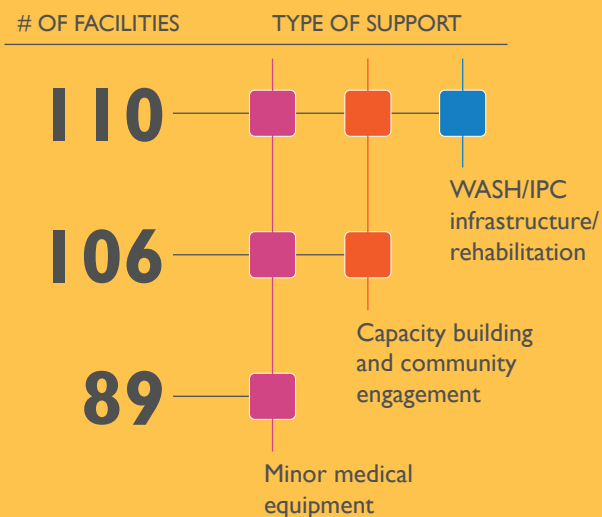 # OF FACILITIES TYPE OF SUPPORT
110
WASH/IPC
infrastructure/
rehabilitation
106
Capacity building
and community
engagement
89
Minor medical
equipment